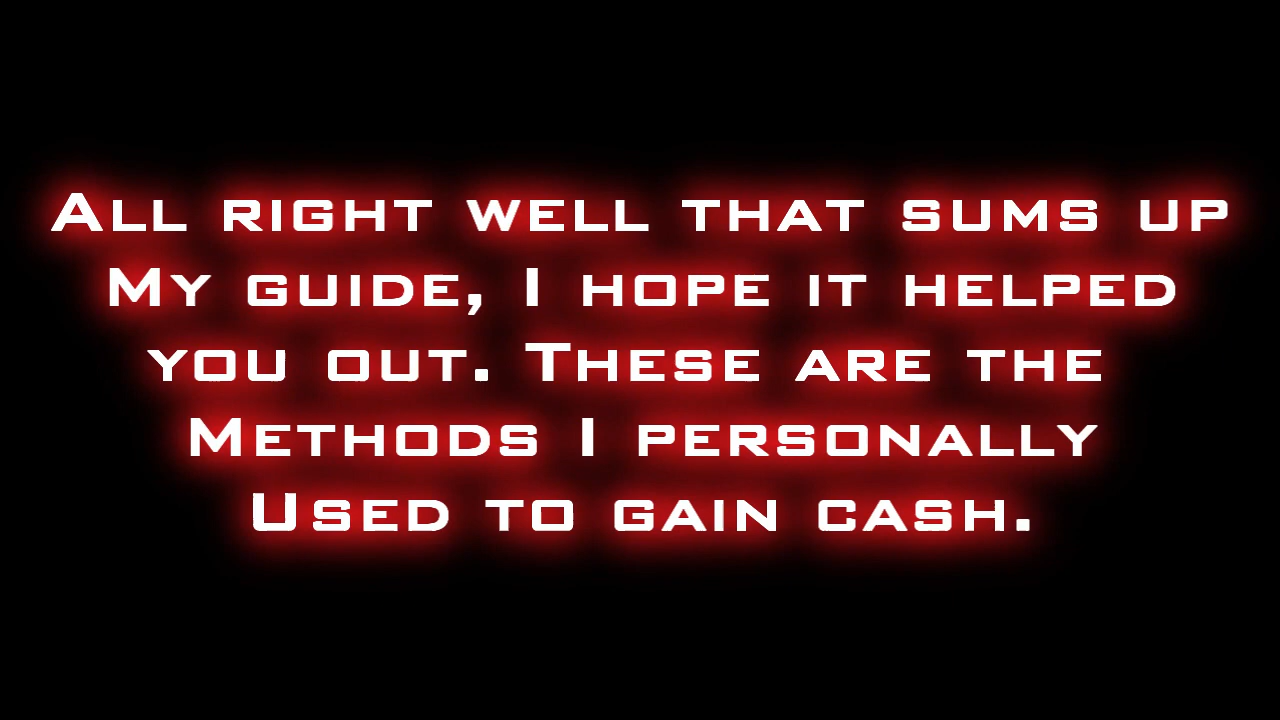 All right well that sums up
My guide, I hope it helped
you out. These are the
Methods I personally
Used to gain cash.